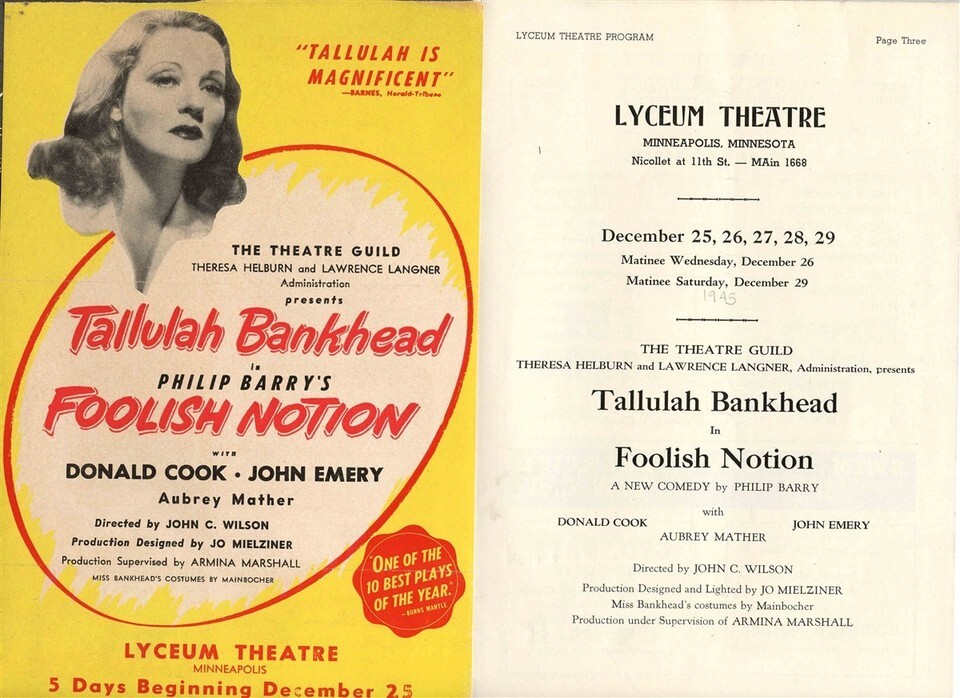 "TALLULAH IS
MAGNIFICENT"
—BARNES, Herald-Tribune
THE THEATRE GUILD
THERESA HELBURN and LAWRENCE LANGNER
Administration
presents
Tallulah Bankhead
in
PHILIP BARRY'S
FOOLISH NOTION
WITH
DONALD COOK • JOHN EMERY
Aubrey Mather
Directed by JOHN C. WILSON
Production Designed by JO MIELZINER
Production Supervised by ARMINA MARSHALL
MISS BANKHEAD'S COSTUMES BY MAINBOCHER
"ONE OF THE
10 BEST PLAYS
OF THE YEAR."
—BURNS MANTLE
LYCEUM THEATRE
MINNEAPOLIS
5 Days Beginning December 25
LYCEUM THEATRE PROGRAM
Page Three
LYCEUM THEATRE
MINNEAPOLIS, MINNESOTA
Nicollet at 11th St. — MAin 1668
December 25, 26, 27, 28, 29
Matinee Wednesday, December 26
Matinee Saturday, December 29
1945
THE THEATRE GUILD
THERESA HELBURN and LAWRENCE LANGNER, Administration, presents
Tallulah Bankhead
In
Foolish Notion
A NEW COMEDY by PHILIP BARRY
with
DONALD COOK JOHN EMERY
AUBREY MATHER
Directed by JOHN C. WILSON
Production Designed and Lighted by JO MIELZINER
Miss Bankhead's costumes by Mainbocher
Production under Supervision of ARMINA MARSHALL